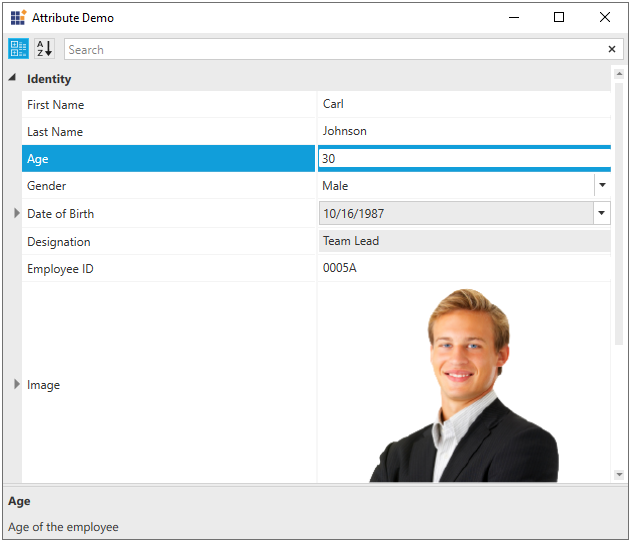 Attribute Demo
A
Z
Search
Identity
First Name Carl
Last Name Johnson
Age 30
Gender Male
Date of Birth 10/16/1987
Designation Team Lead
Employee ID 0005A
Image
Age
Age of the employee